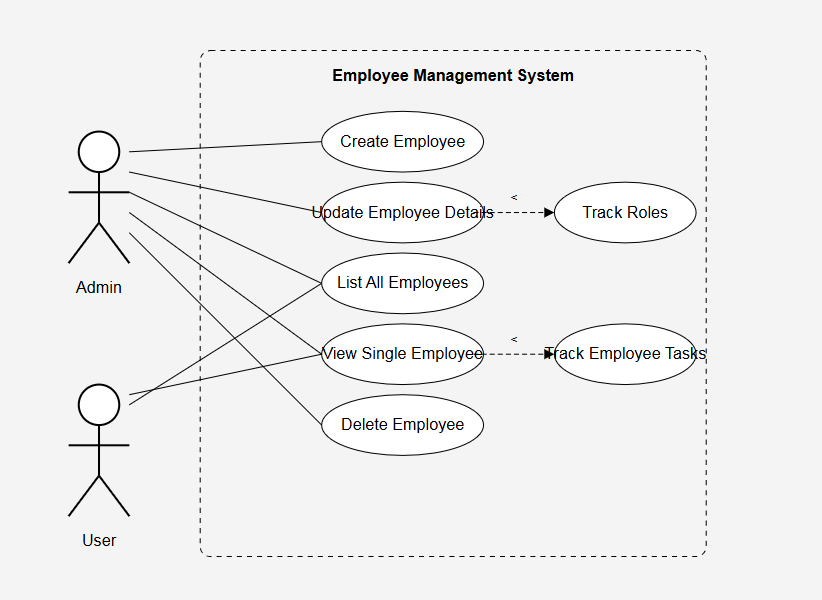 Employee Management System
Create Employee
Update Employee Details
<
Track Roles
List All Employees
Admin
View Single Employee
<
Track Employee Tasks
Delete Employee
User